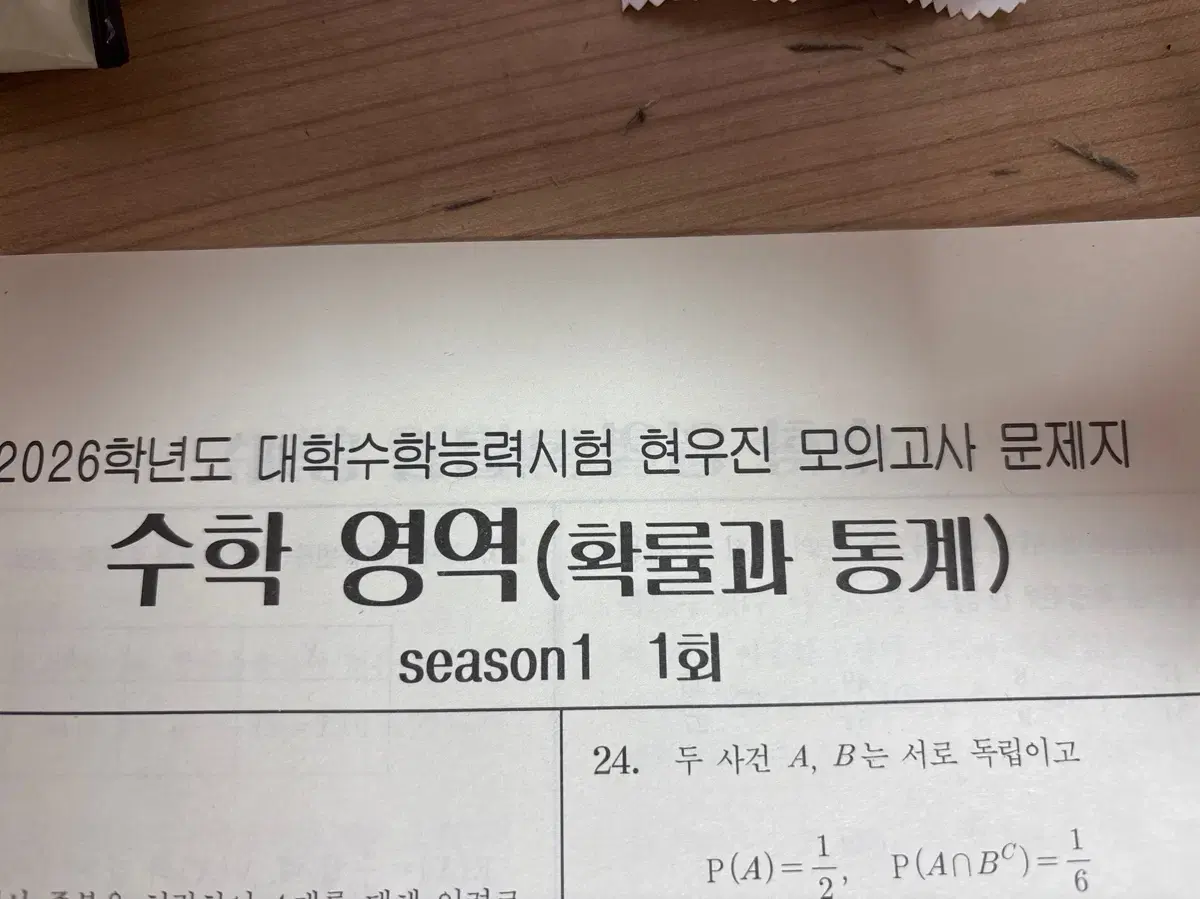 2026학년도 대학수학능력시험 현우진 모의고사 문제지
수학 영역(확률과 통계)
season1 1회
24. 두 사건 A, B는 서로 독립이고
P(A)=1/2, P(A∩B^C)=1/6